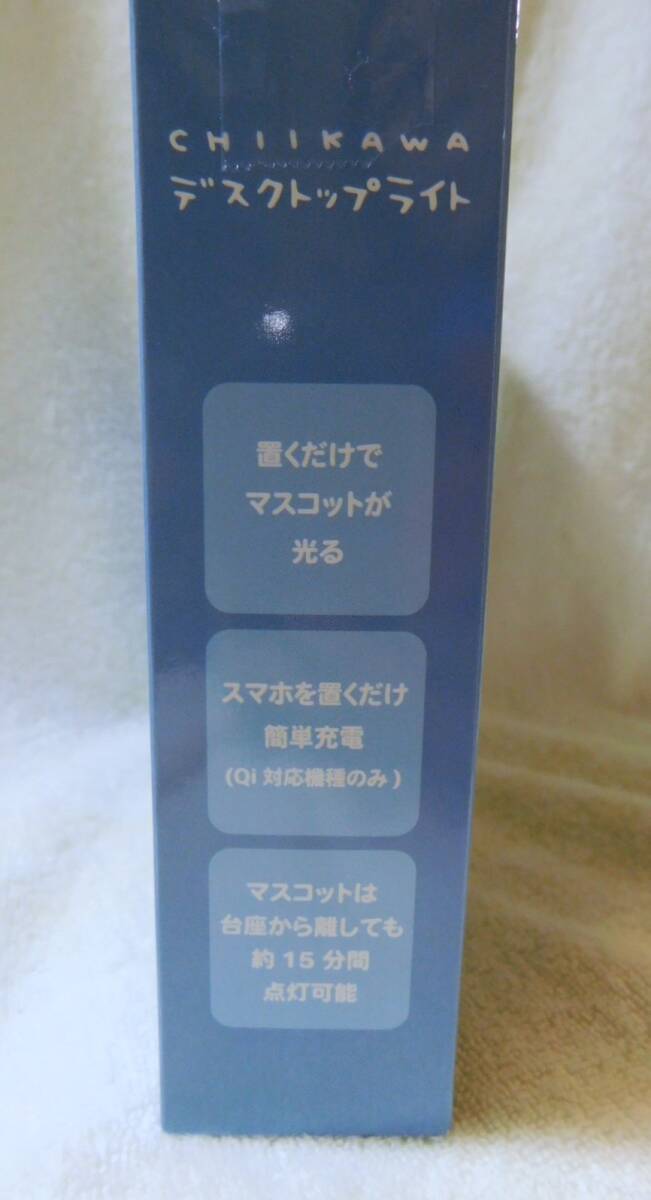 CHIIKAWA
デスクトップライト
置くだけで
マスコットが
光る
スマホを置くだけ
簡単充電
(Qi 対応機種のみ)
マスコットは
台座から離しても
約 15 分間
点灯可能